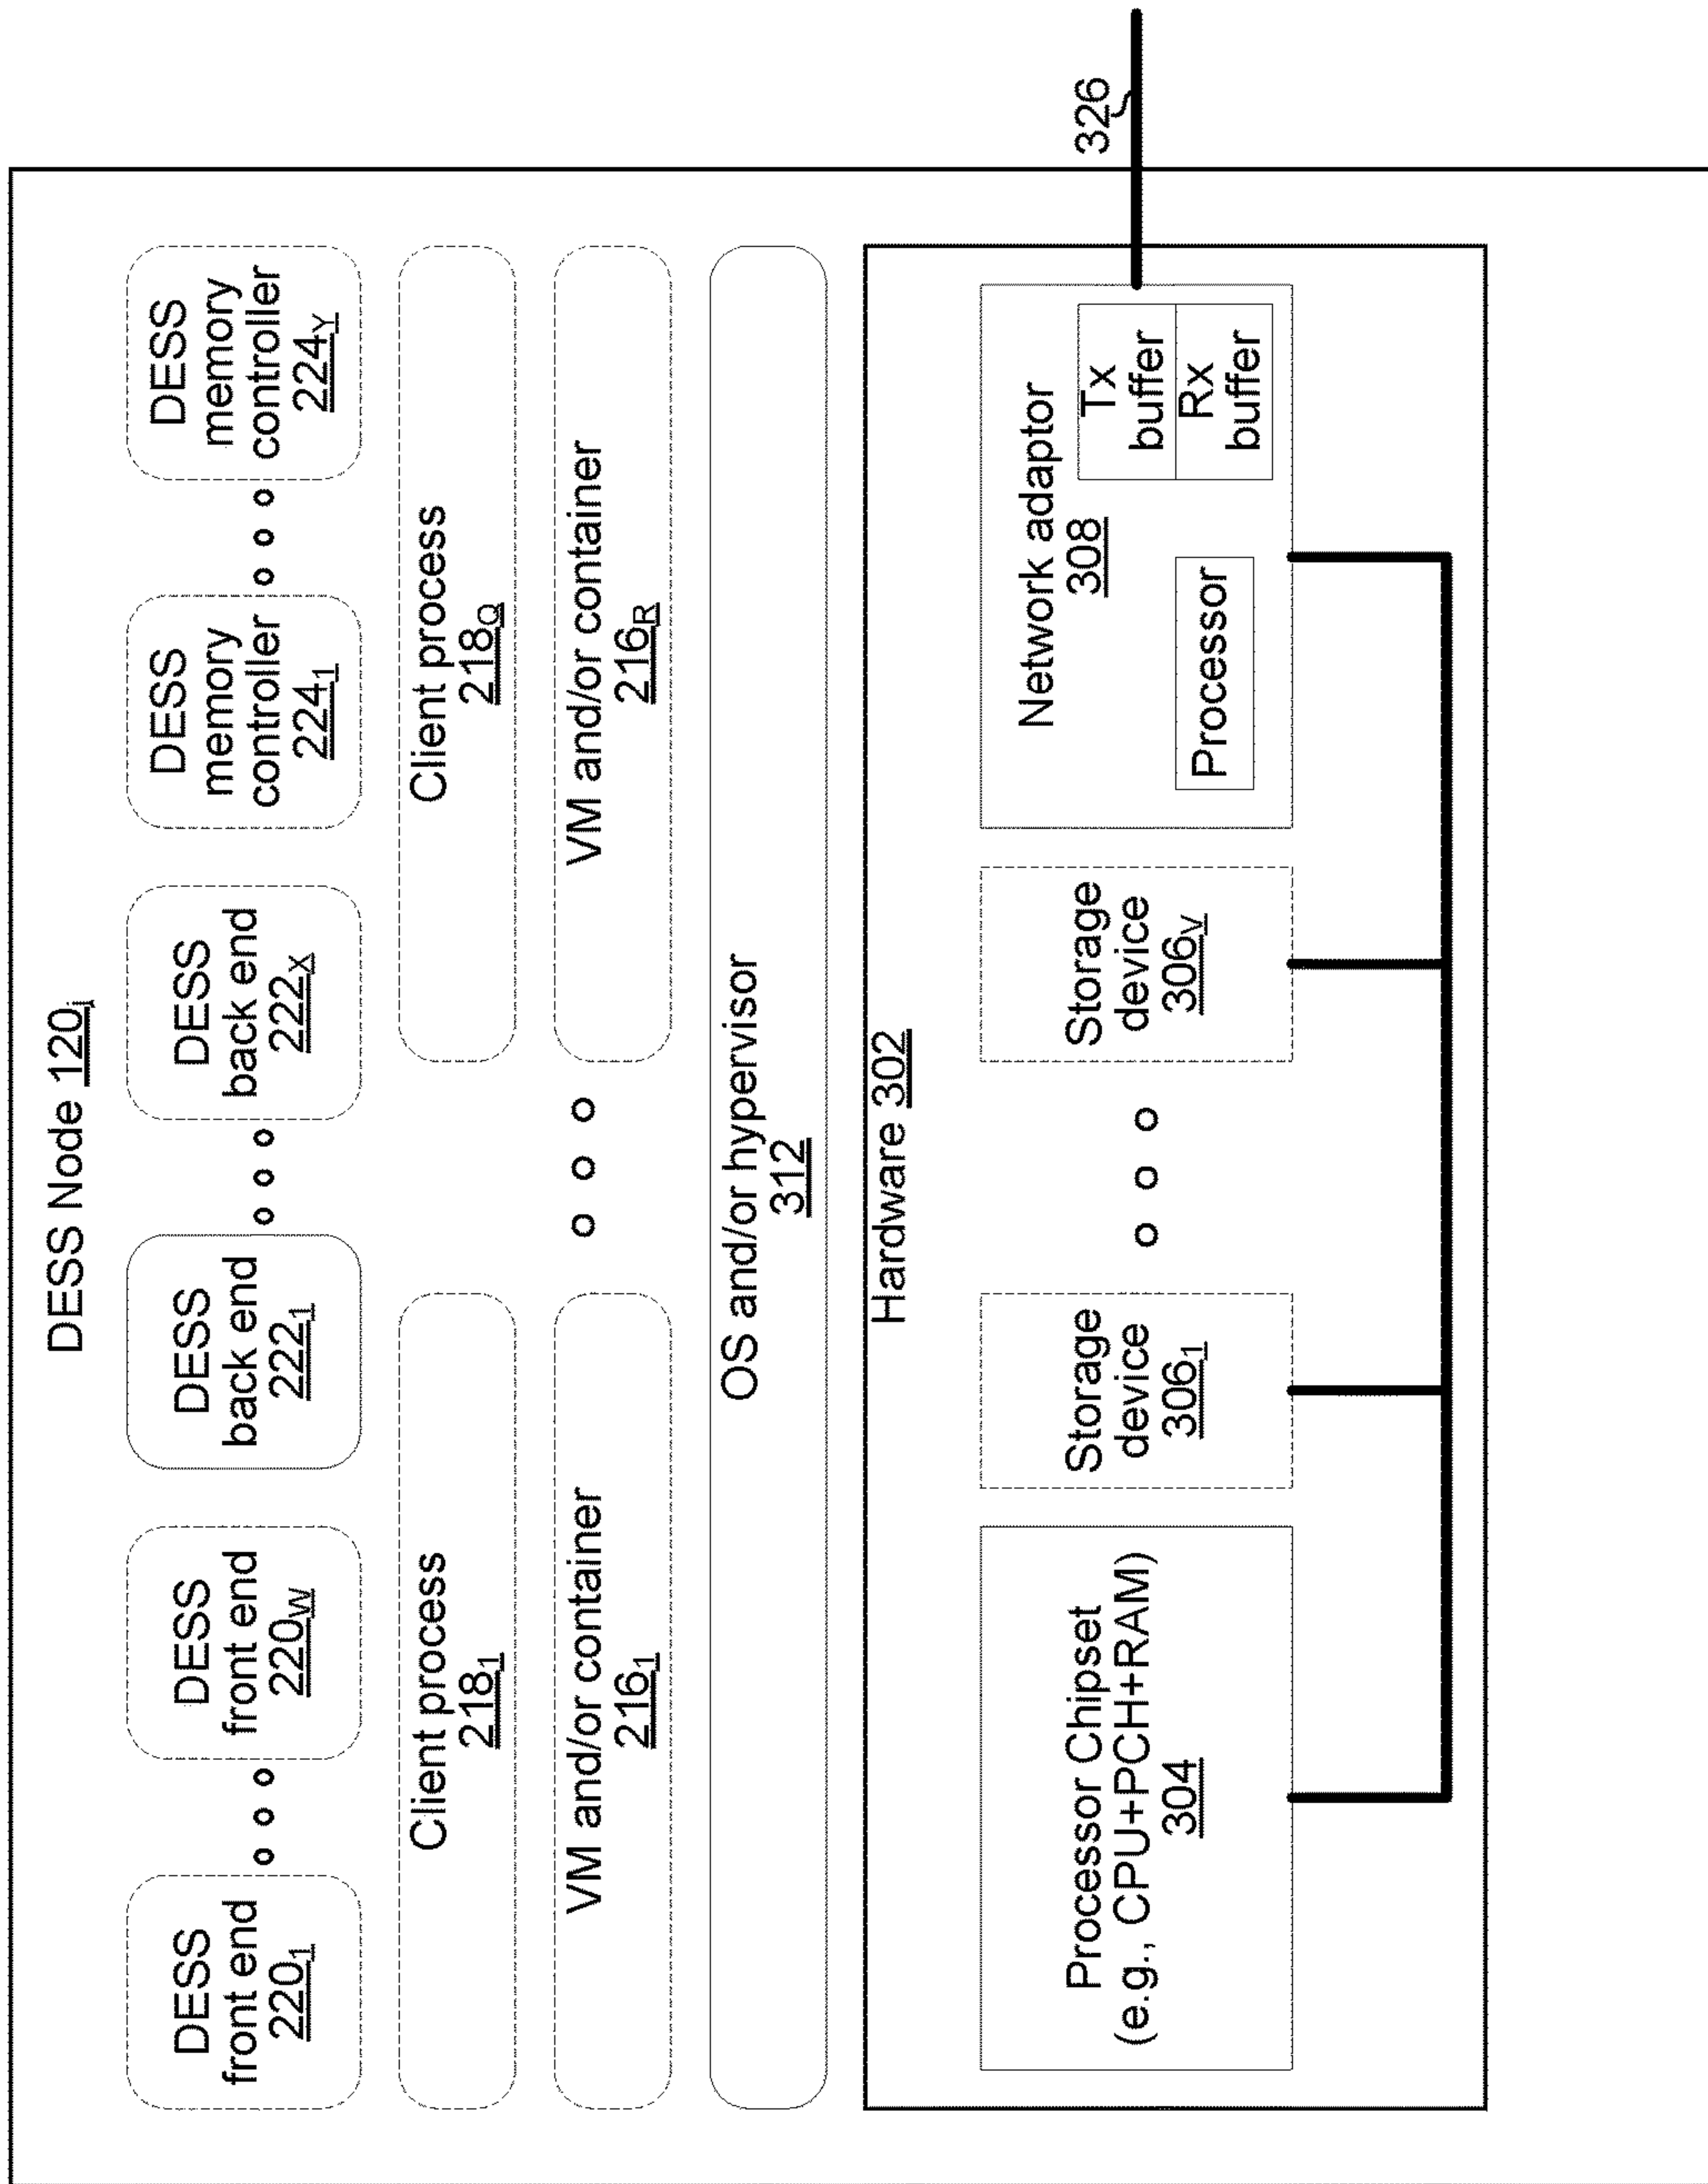 DESS Node 120j
DESS
front end
220₁
DESS
front end
220W
DESS
back end
222₁
DESS
back end
222X
DESS
memory
controller
224₁
DESS
memory
controller
224Y
Client process
218₁
Client process
218Q
VM and/or container
216₁
VM and/or container
216R
OS and/or hypervisor
312
Hardware 302
Processor Chipset
(e.g., CPU+PCH+RAM)
304
Storage
device
306₁
Storage
device
306V
Network adaptor
308
Processor
Tx
buffer
Rx
buffer
326